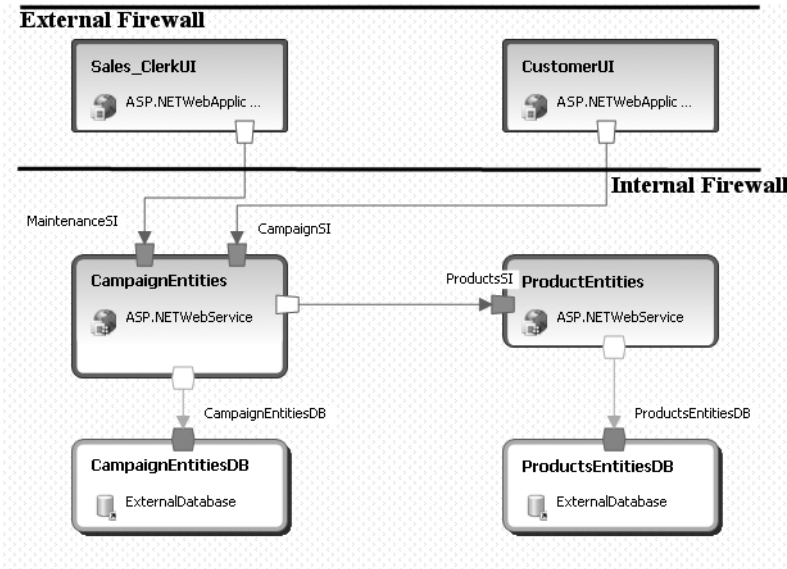 External Firewall
Sales_ClerkUI
ASP.NETWebApplic ...
CustomerUI
ASP.NETWebApplic ...
Internal Firewall
MaintenanceSI
CampaignSI
CampaignEntities
ASP.NETWebService
ProductsSI
ProductEntities
ASP.NETWebService
CampaignEntitiesDB
ProductsEntitiesDB
CampaignEntitiesDB
ExternalDatabase
ProductsEntitiesDB
ExternalDatabase